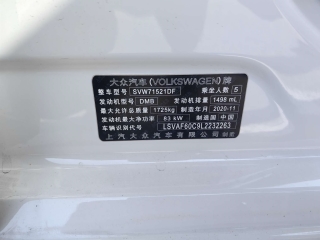 大众汽车(VOLKSWAGEN)牌
整车型号 SVW71521DF 乘坐人数 5
发动机型号 DMB 发动机排量 1498 mL
最大允许总质量 1725kg 制造年月 2020-11
发动机最大净功率 83 kW 制造国 中国
车辆识别代号 LSVAF60C9L2232263
上汽大众汽车有限公司